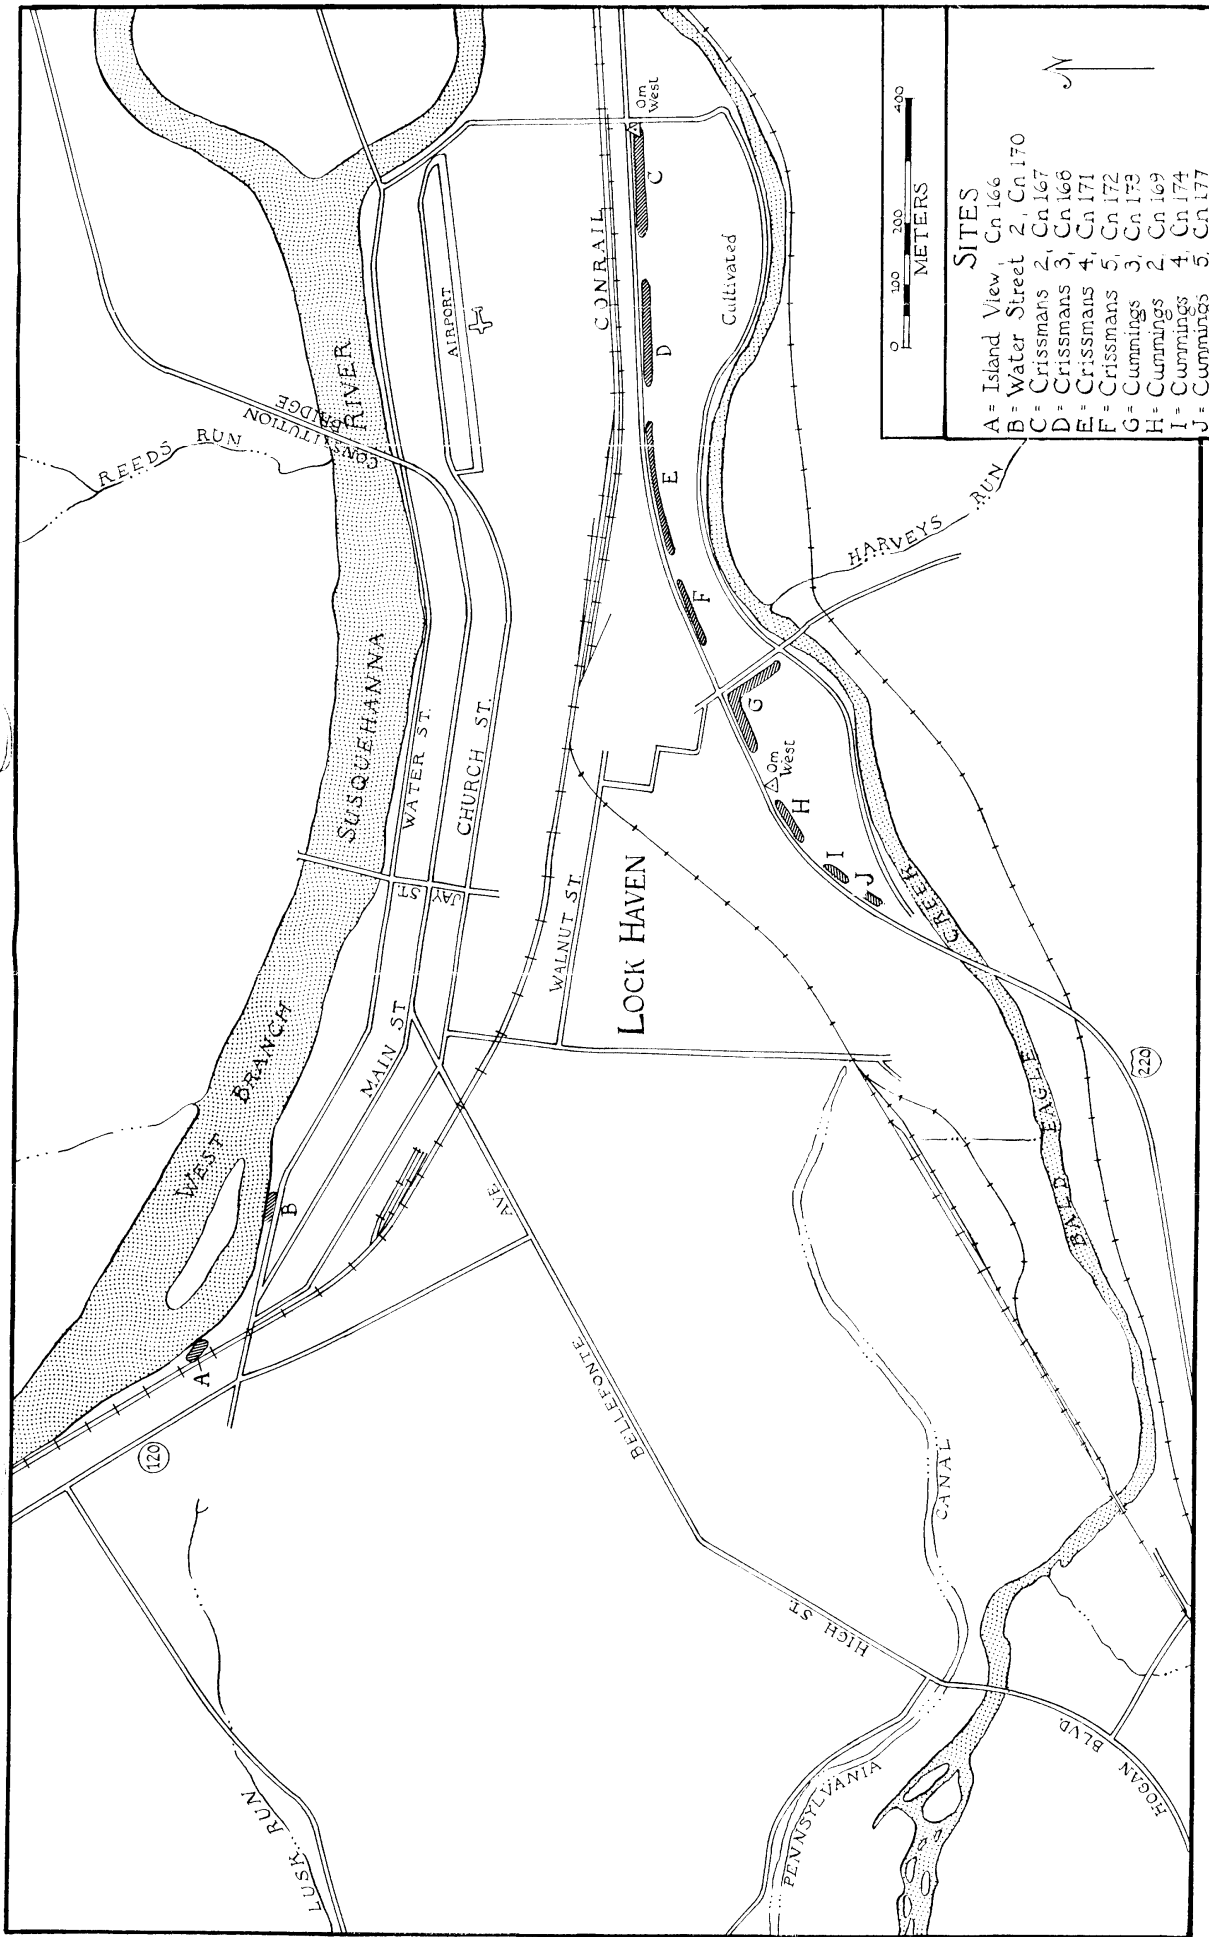 REEDS RUN
CONSTITUTION
BRIDGE
WEST BRANCH SUSQUEHANNA RIVER
AIRPORT
WATER ST.
CHURCH ST.
MAIN ST
JAY
ST.
CONRAIL
WALNUT ST.
LOCK HAVEN
A
B
C
D
E
F
G
H
I
J
0m
West
0m
West
Cultivated
HARVEYS RUN
BALD EAGLE CREEK
220
120
LUSK RUN
BELLEFONTE AVE.
HIGH ST.
PENNSYLVANIA CANAL
HOGAN BLVD.
0 100 200 400
METERS
N
SITES
A = Island View, Cn 166
B = Water Street 2, Cn 170
C = Crissmans 2, Cn 167
D = Crissmans 3, Cn 168
E = Crissmans 4, Cn 171
F = Crissmans 5, Cn 172
G = Cummings 3, Cn 173
H = Cummings 2, Cn 169
I = Cummings 4, Cn 174
J = Cummings 5, Cn 177